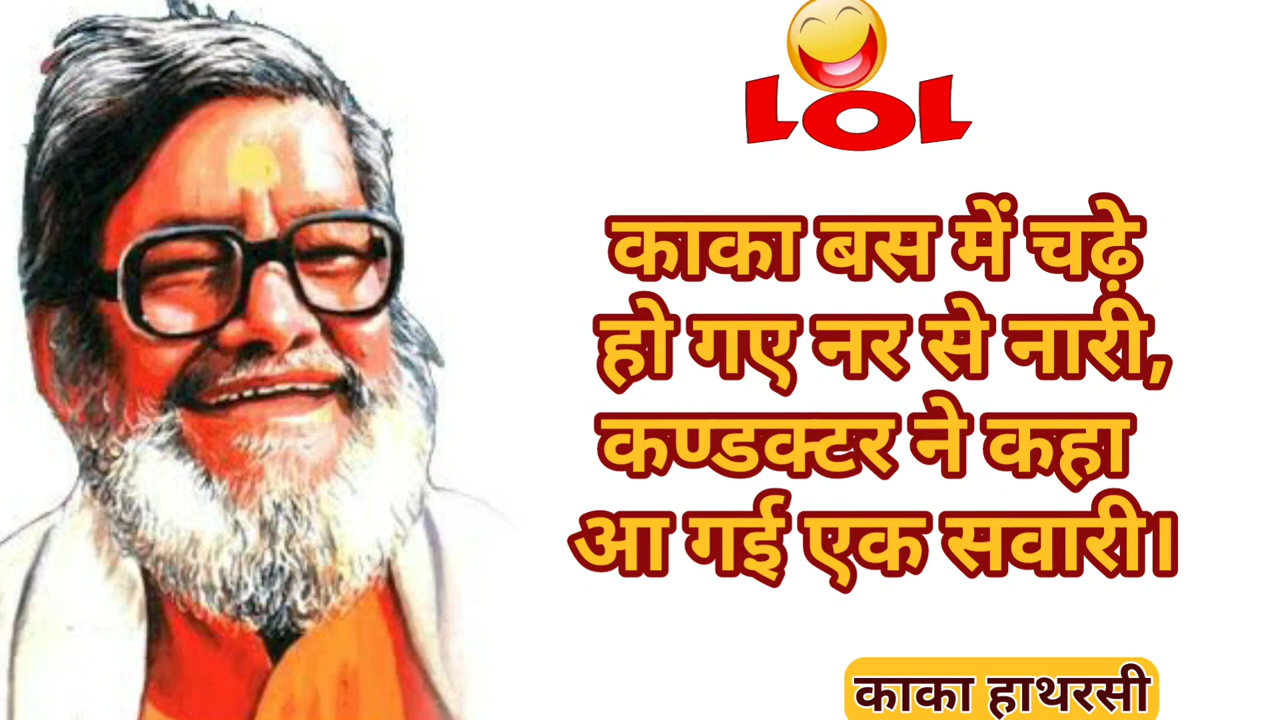 LOL
काका बस में चढ़े
हो गए नर से नारी,
कण्डक्टर ने कहा
आ गई एक सवारी।
काका हाथरसी